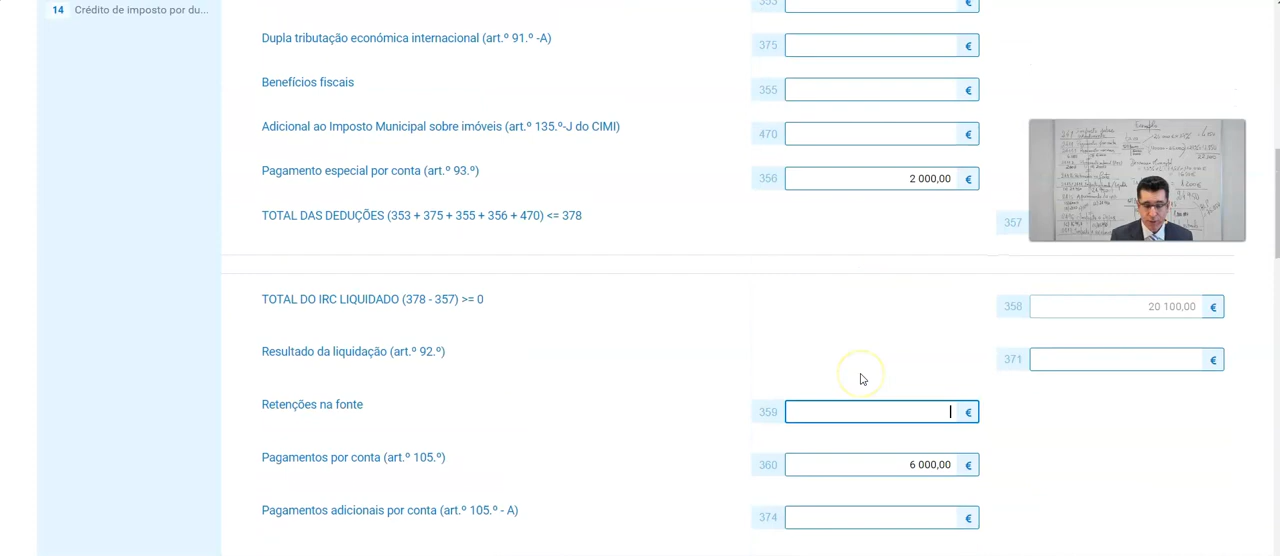 14 Crédito de imposto por du...
353 €
Dupla tributação económica internacional (art.º 91.º -A) 375 €
Benefícios fiscais 355 €
Adicional ao Imposto Municipal sobre imóveis (art.º 135.º-J do CIMI) 470 €
Pagamento especial por conta (art.º 93.º) 356 2 000,00 €
TOTAL DAS DEDUÇÕES (353 + 375 + 355 + 356 + 470) <= 378 357
TOTAL DO IRC LIQUIDADO (378 - 357) >= 0 358 20 100,00 €
Resultado da liquidação (art.º 92.º) 371 €
Retenções na fonte 359 €
Pagamentos por conta (art.º 105.º) 360 6 000,00 €
Pagamentos adicionais por conta (art.º 105.º - A) 374 €